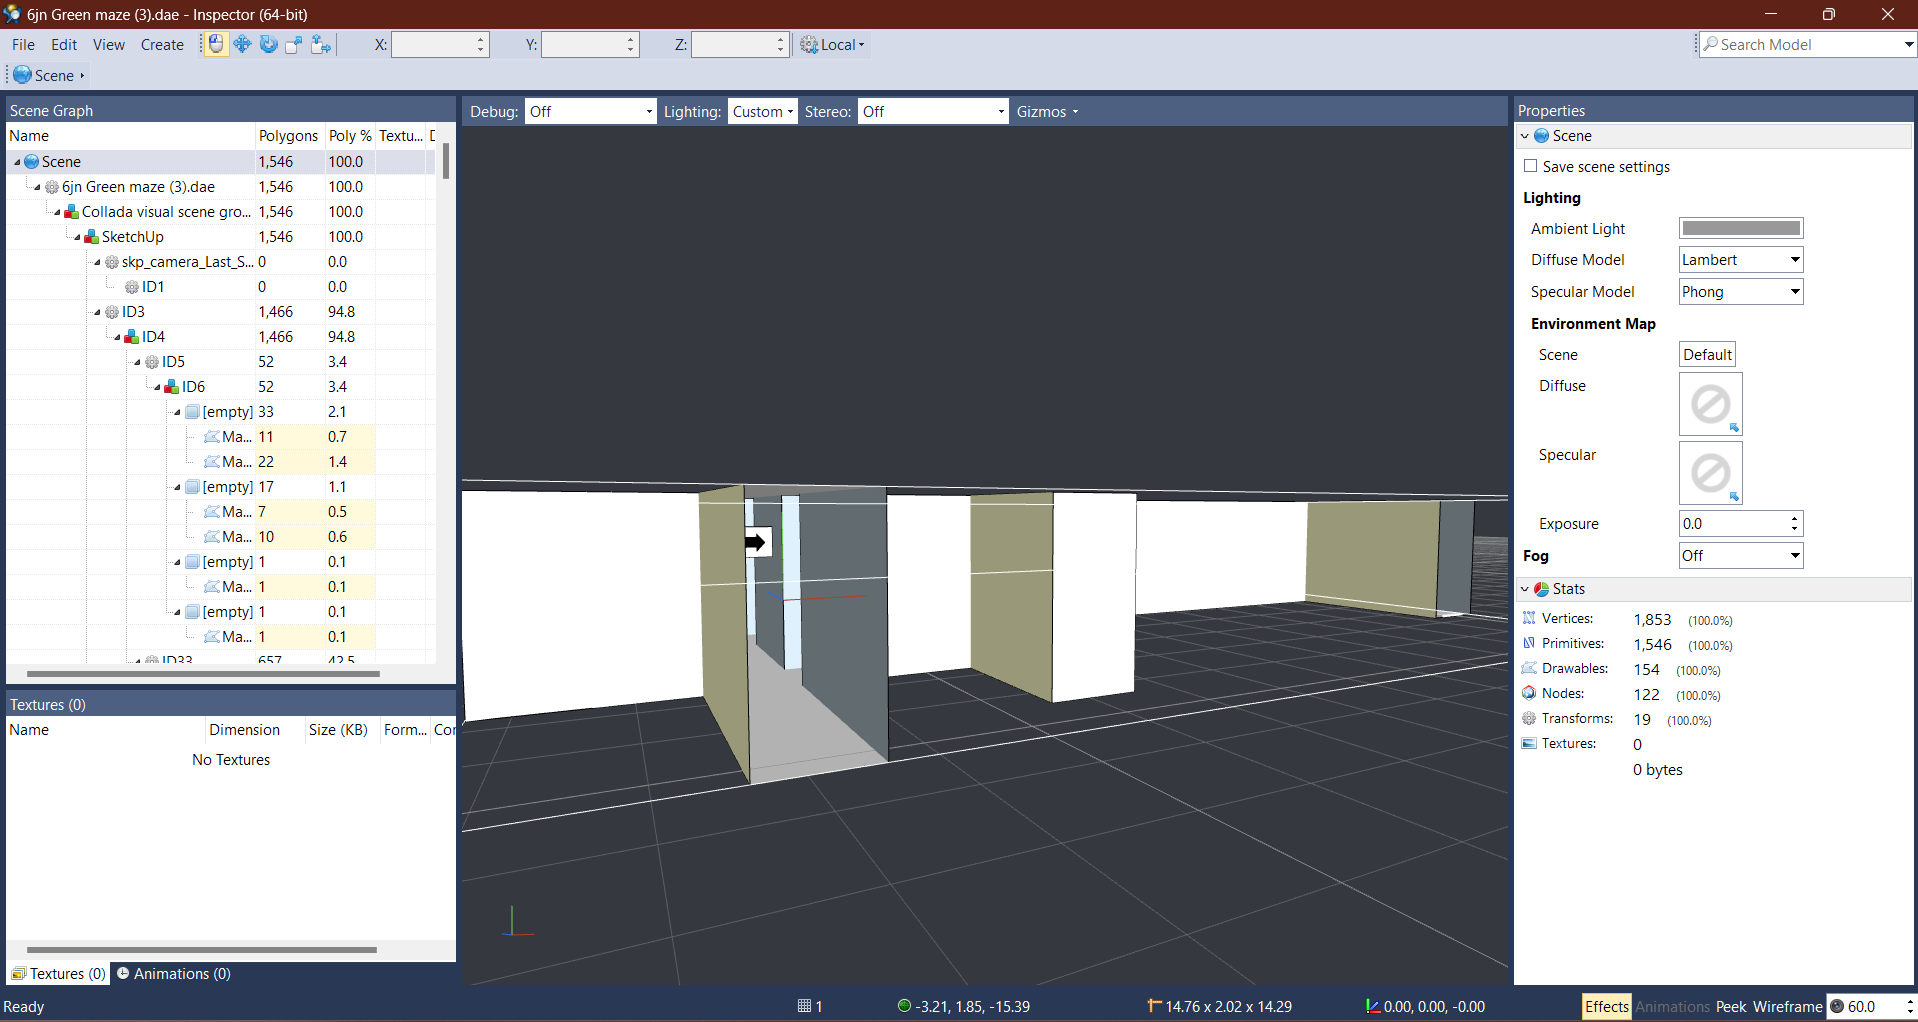 6jn Green maze (3).dae - Inspector (64-bit)
File Edit View Create X: Y: Z: Local Search Model
Scene
Scene Graph
Name Polygons Poly % Textu...
Scene 1,546 100.0
6jn Green maze (3).dae 1,546 100.0
Collada visual scene gro... 1,546 100.0
SketchUp 1,546 100.0
skp_camera_Last_S... 0 0.0
ID1 0 0.0
ID3 1,466 94.8
ID4 1,466 94.8
ID5 52 3.4
ID6 52 3.4
[empty] 33 2.1
Ma... 11 0.7
Ma... 22 1.4
[empty] 17 1.1
Ma... 7 0.5
Ma... 10 0.6
[empty] 1 0.1
Ma... 1 0.1
[empty] 1 0.1
Ma... 1 0.1
ID33 657 42.5
Textures (0)
Name Dimension Size (KB) Form... Cor
No Textures
Textures (0) Animations (0)
Debug: Off Lighting: Custom Stereo: Off Gizmos
Properties
Scene
Save scene settings
Lighting
Ambient Light
Diffuse Model Lambert
Specular Model Phong
Environment Map
Scene Default
Diffuse
Specular
Exposure 0.0
Fog Off
Stats
Vertices: 1,853 (100.0%)
Primitives: 1,546 (100.0%)
Drawables: 154 (100.0%)
Nodes: 122 (100.0%)
Transforms: 19 (100.0%)
Textures: 0
0 bytes
Ready 1 -3.21, 1.85, -15.39 14.76 x 2.02 x 14.29 0.00, 0.00, -0.00 Effects Animations Peek Wireframe 60.0